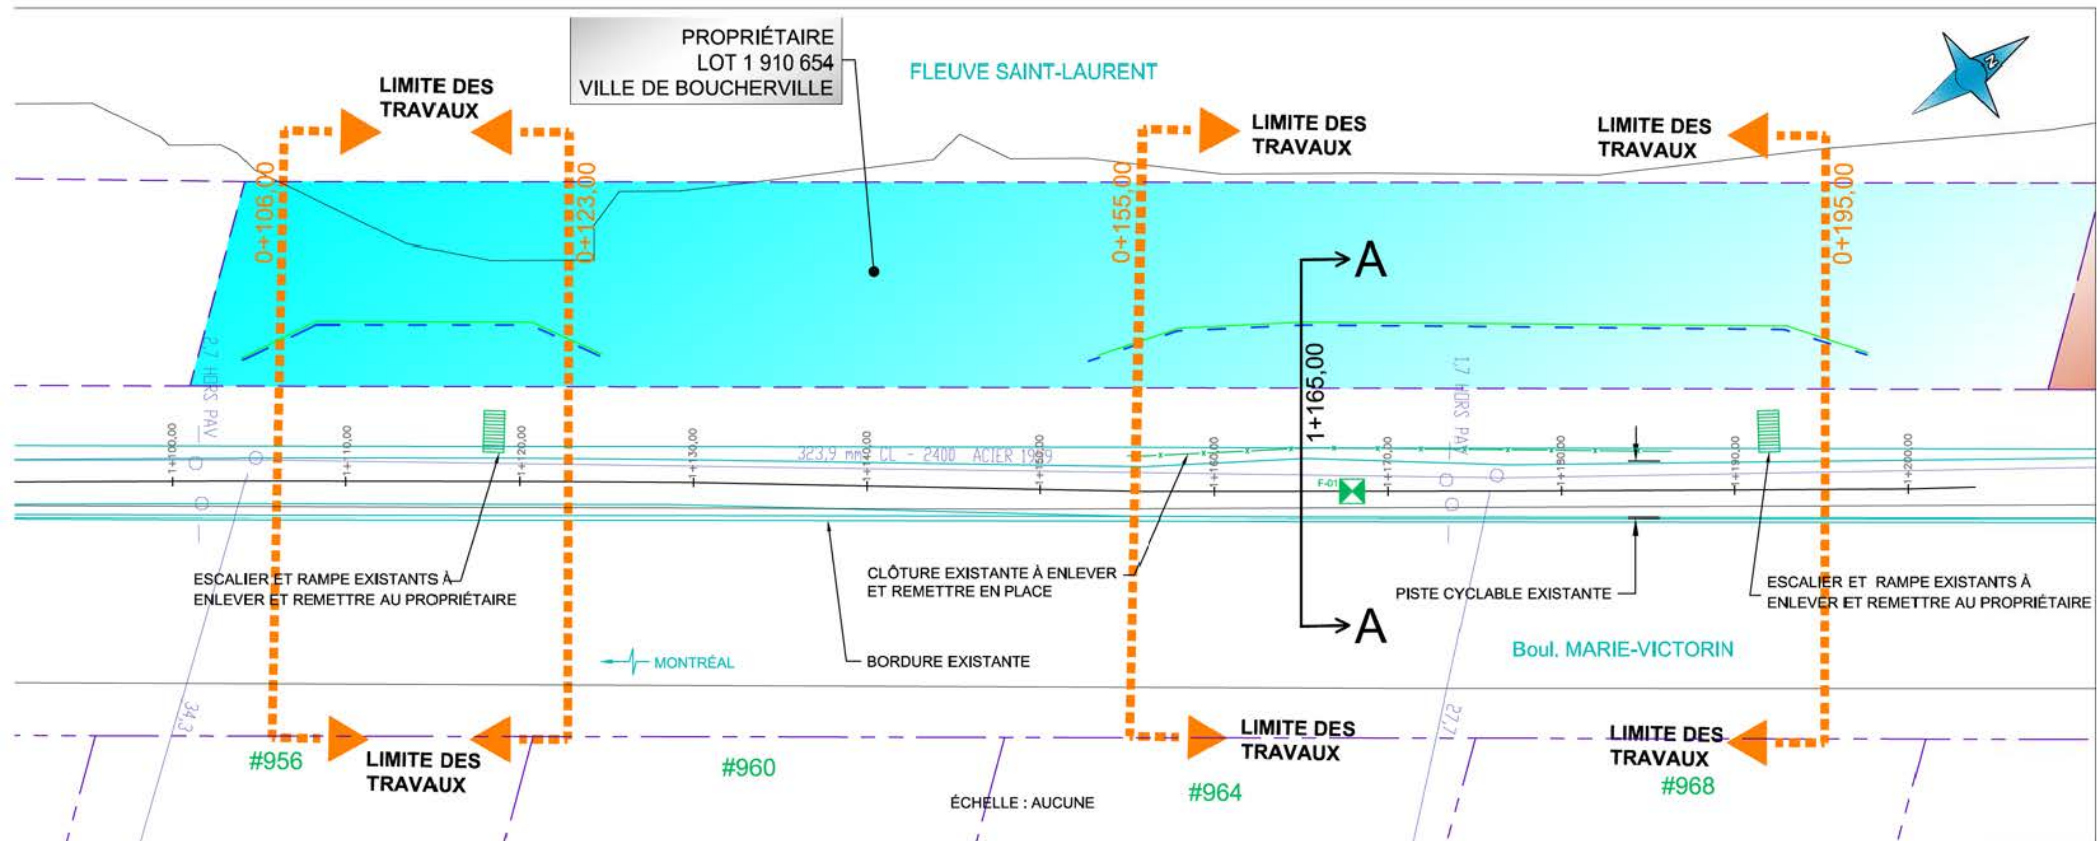 PROPRIÉTAIRE
LOT 1 910 654
VILLE DE BOUCHERVILLE
FLEUVE SAINT-LAURENT
N
LIMITE DES
TRAVAUX
LIMITE DES
TRAVAUX
LIMITE DES
TRAVAUX
0+106,00
0+123,00
0+155,00
0+195,00
A
1+165,00
A
2,7 HORS PAV
1,7 HORS PAV
1+100,00
1+110,00
1+120,00
1+130,00
1+140,00
1+150,00
1+160,00
1+170,00
1+180,00
1+190,00
1+200,00
323,9 mm CL - 2400 ACIER 1969
F-01
ESCALIER ET RAMPE EXISTANTS À
ENLEVER ET REMETTRE AU PROPRIÉTAIRE
CLÔTURE EXISTANTE À ENLEVER
ET REMETTRE EN PLACE
PISTE CYCLABLE EXISTANTE
ESCALIER ET RAMPE EXISTANTS À
ENLEVER ET REMETTRE AU PROPRIÉTAIRE
MONTRÉAL
BORDURE EXISTANTE
Boul. MARIE-VICTORIN
34,3
27,7
LIMITE DES
TRAVAUX
LIMITE DES
TRAVAUX
LIMITE DES
TRAVAUX
#956
#960
#964
#968
ÉCHELLE : AUCUNE